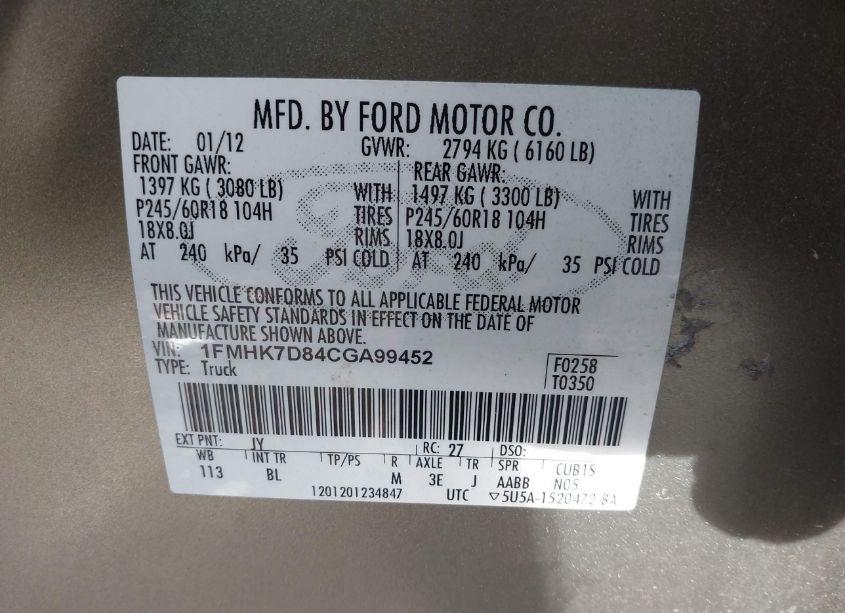 MFD. BY FORD MOTOR CO.
DATE: 01/12 GVWR: 2794 KG ( 6160 LB)
FRONT GAWR: REAR GAWR:
1397 KG ( 3080 LB) WITH 1497 KG ( 3300 LB) WITH
P245/60R18 104H TIRES P245/60R18 104H TIRES
18X8.0J RIMS 18X8.0J RIMS
AT 240 kPa/ 35 PSI COLD AT 240 kPa/ 35 PSI COLD
THIS VEHICLE CONFORMS TO ALL APPLICABLE FEDERAL MOTOR
VEHICLE SAFETY STANDARDS IN EFFECT ON THE DATE OF
MANUFACTURE SHOWN ABOVE.
VIN: 1FMHK7D84CGA99452
TYPE: Truck
F0258
T0350
EXT PNT: JY RC: 27 DSO:
WB INT TR TP/PS R AXLE TR SPR CUBTS
113 BL M 3E J AABB NOS
1201201234847 UTC ▽5U5A-1520472-BA
Ford